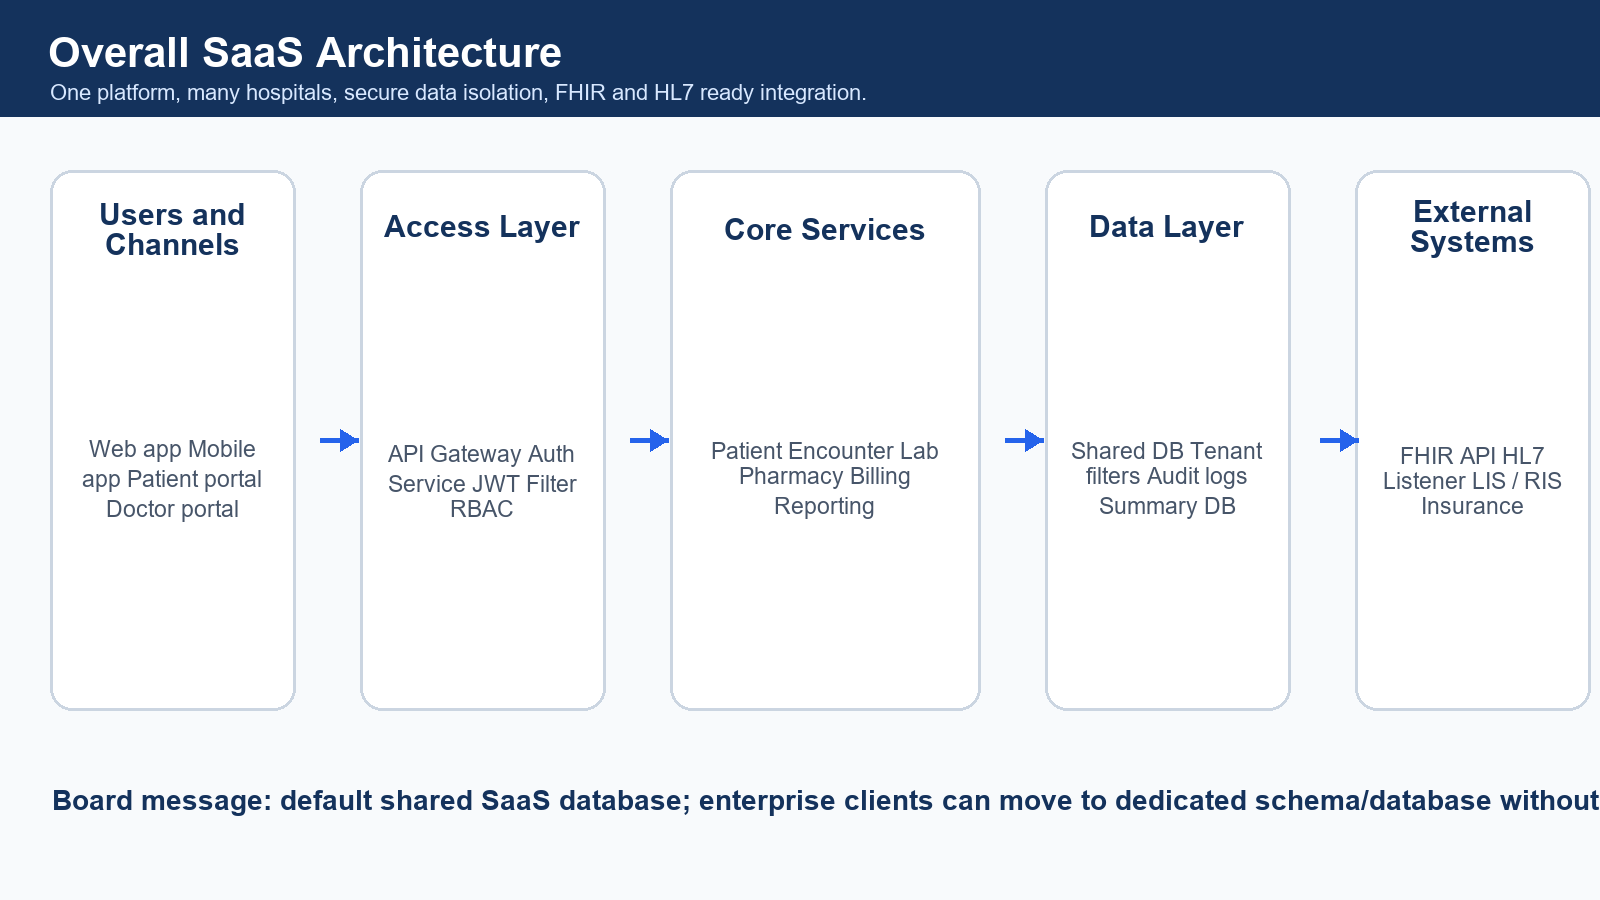 Overall SaaS Architecture
One platform, many hospitals, secure data isolation, FHIR and HL7 ready integration.
Users and
Channels
Web app Mobile
app Patient portal
Doctor portal
Access Layer
API Gateway Auth
Service JWT Filter
RBAC
Core Services
Patient Encounter Lab
Pharmacy Billing
Reporting
Data Layer
Shared DB Tenant
filters Audit logs
Summary DB
External
Systems
FHIR API HL7
Listener LIS / RIS
Insurance
Board message: default shared SaaS database; enterprise clients can move to dedicated schema/database without